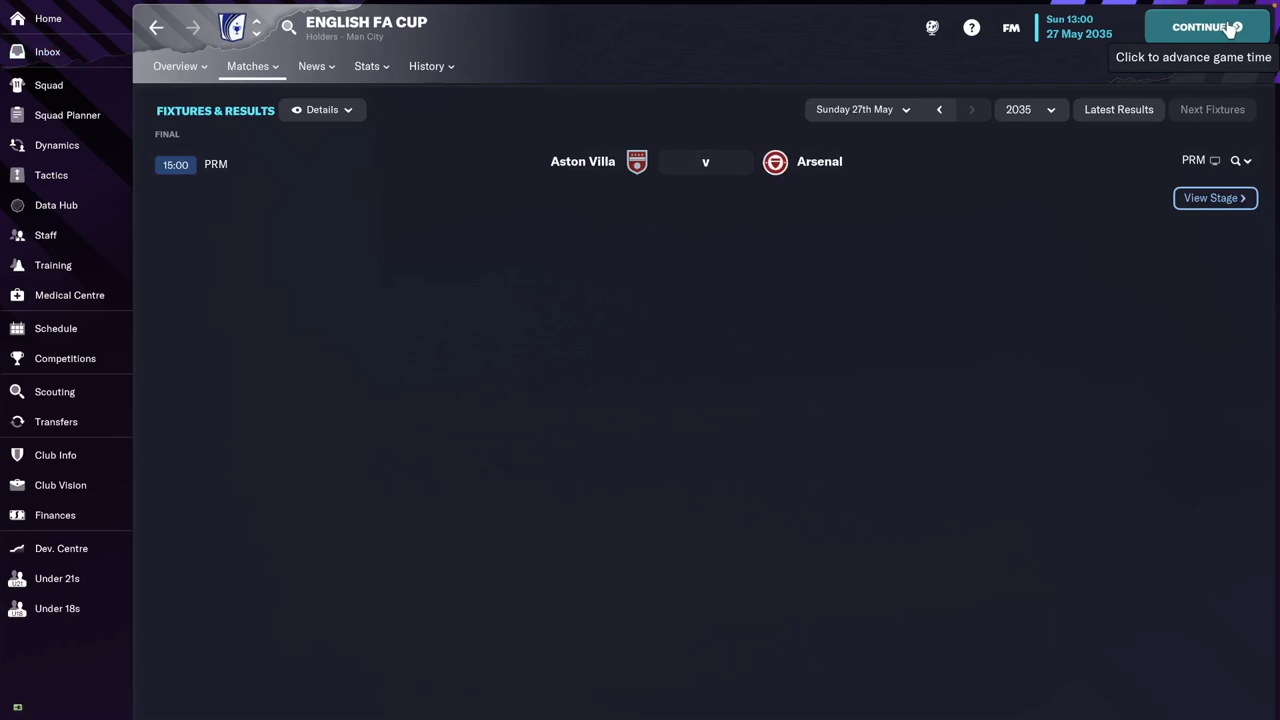 Home
Inbox
Squad
Squad Planner
Dynamics
Tactics
Data Hub
Staff
Training
Medical Centre
Schedule
Competitions
Scouting
Transfers
Club Info
Club Vision
Finances
Dev. Centre
Under 21s
Under 18s
ENGLISH FA CUP
Holders - Man City
FM
Sun 13:00
27 May 2035
CONTINUE
Click to advance game time
Overview
Matches
News
Stats
History
FIXTURES & RESULTS
Details
Sunday 27th May
2035
Latest Results
Next Fixtures
FINAL
15:00 PRM Aston Villa v Arsenal PRM
View Stage